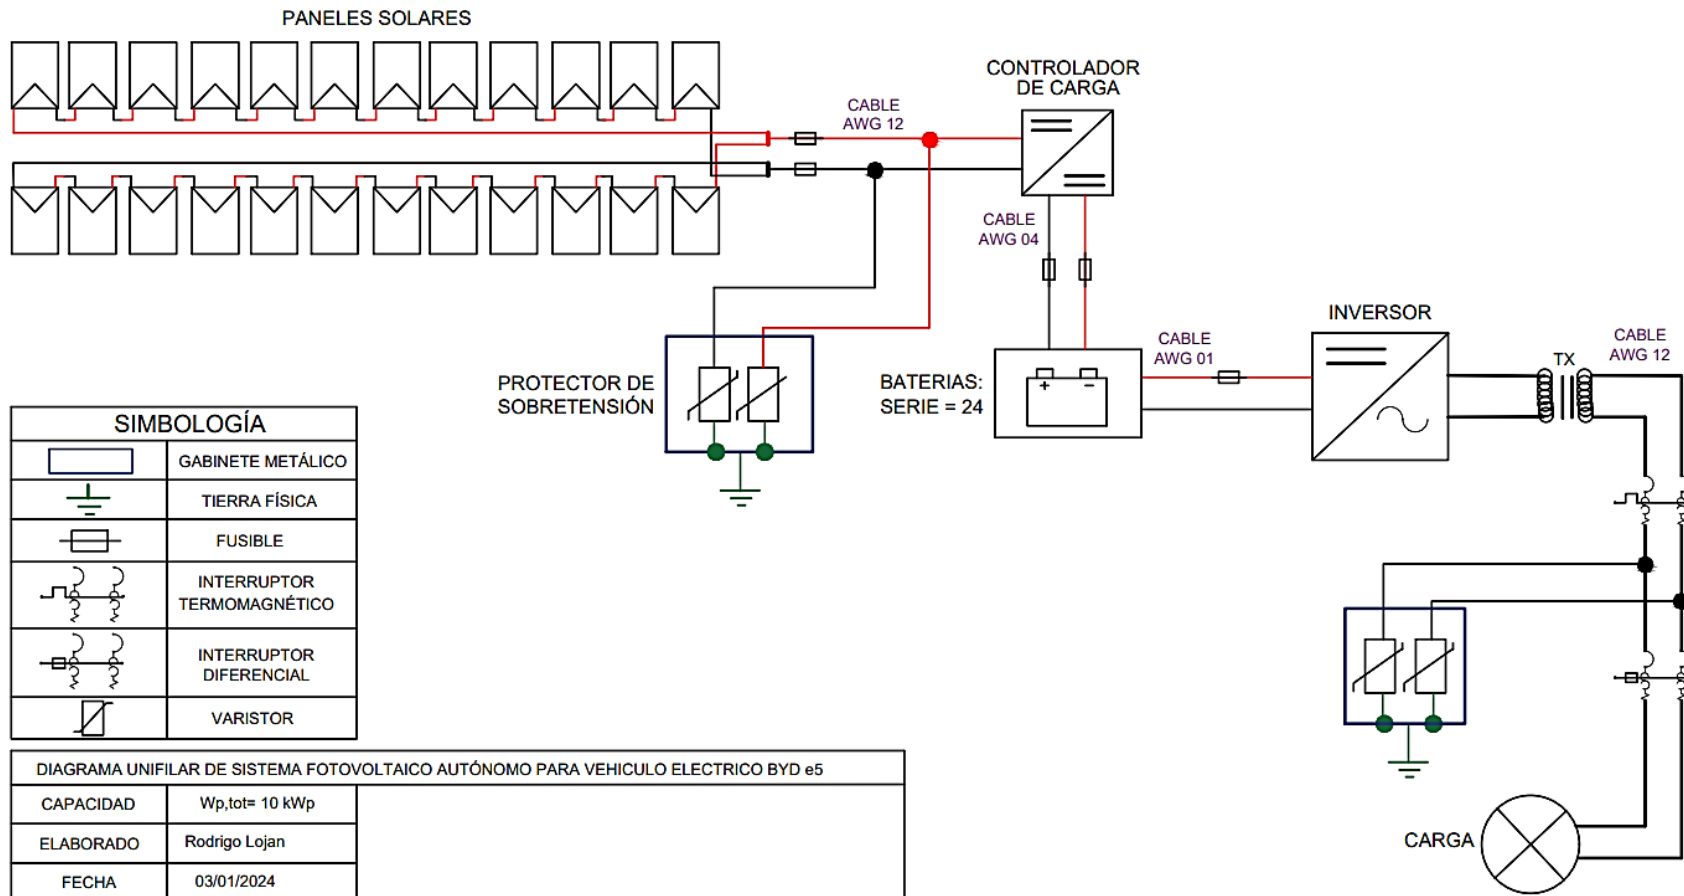 PANELES SOLARES
CABLE
AWG 12
CONTROLADOR
DE CARGA
CABLE
AWG 04
PROTECTOR DE
SOBRETENSIÓN
BATERIAS:
SERIE = 24
+ −
CABLE
AWG 01
INVERSOR
TX
CABLE
AWG 12
CARGA
SIMBOLOGÍA
GABINETE METÁLICO
TIERRA FÍSICA
FUSIBLE
INTERRUPTOR
TERMOMAGNÉTICO
INTERRUPTOR
DIFERENCIAL
VARISTOR
DIAGRAMA UNIFILAR DE SISTEMA FOTOVOLTAICO AUTÓNOMO PARA VEHICULO ELECTRICO BYD e5
CAPACIDAD Wp,tot= 10 kWp
ELABORADO Rodrigo Lojan
FECHA 03/01/2024